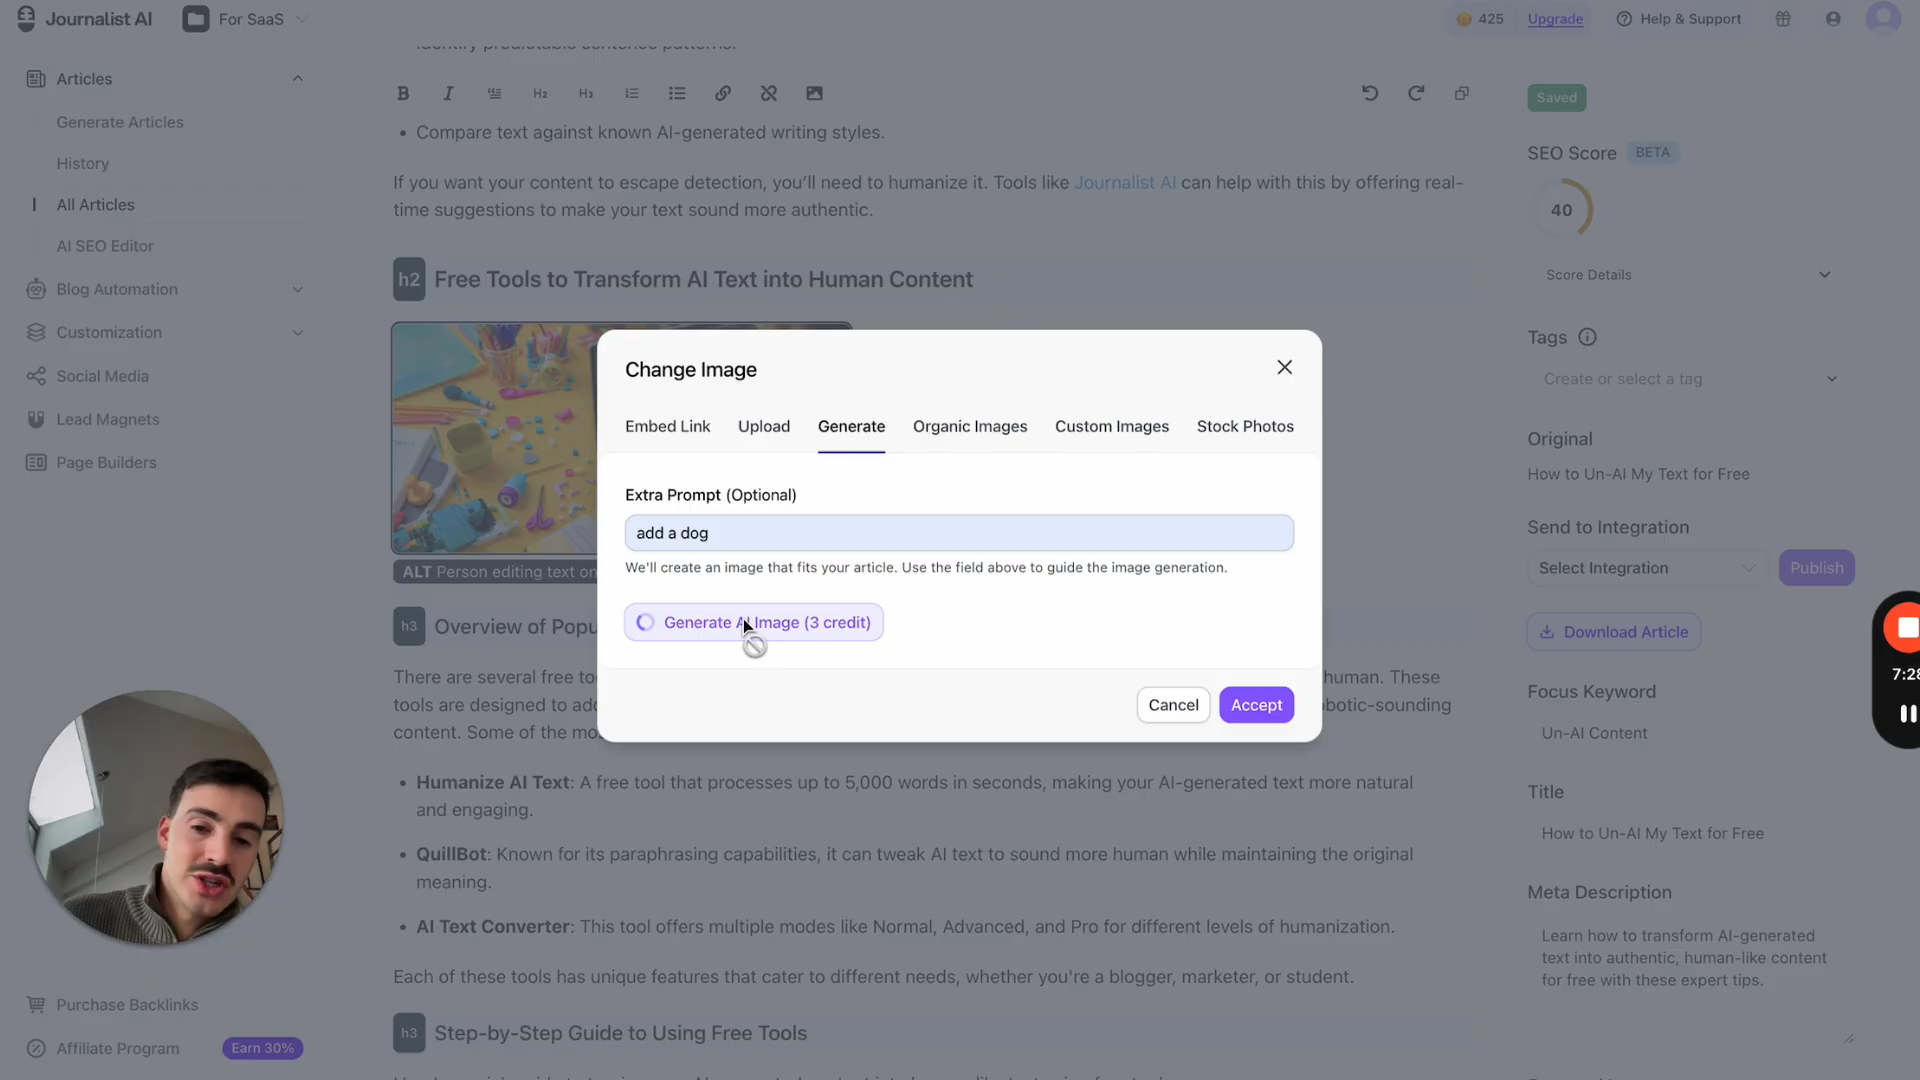 Journalist AI
For SaaS
425
Upgrade
Help & Support
Articles
Generate Articles
History
All Articles
AI SEO Editor
Blog Automation
Customization
Social Media
Lead Magnets
Page Builders
Purchase Backlinks
Affiliate Program
Earn 30%
Identify predictable sentence patterns.
B I H2 H3
• Compare text against known AI-generated writing styles.
If you want your content to escape detection, you'll need to humanize it. Tools like Journalist AI can help with this by offering real-
time suggestions to make your text sound more authentic.
h2 Free Tools to Transform AI Text into Human Content
ALT Person editing text on
h3 Overview of Popu
There are several free to
human. These
tools are designed to add
obotic-sounding
content. Some of the mo
• Humanize AI Text: A free tool that processes up to 5,000 words in seconds, making your AI-generated text more natural
and engaging.
• QuillBot: Known for its paraphrasing capabilities, it can tweak AI text to sound more human while maintaining the original
meaning.
• AI Text Converter: This tool offers multiple modes like Normal, Advanced, and Pro for different levels of humanization.
Each of these tools has unique features that cater to different needs, whether you're a blogger, marketer, or student.
h3 Step-by-Step Guide to Using Free Tools
Change Image
Embed Link
Upload
Generate
Organic Images
Custom Images
Stock Photos
Extra Prompt (Optional)
add a dog
We'll create an image that fits your article. Use the field above to guide the image generation.
Generate AI Image (3 credit)
Cancel
Accept
Saved
SEO Score BETA
40
Score Details
Tags
Create or select a tag
Original
How to Un-AI My Text for Free
Send to Integration
Select Integration
Publish
Download Article
Focus Keyword
Un-AI Content
Title
How to Un-AI My Text for Free
Meta Description
Learn how to transform AI-generated
text into authentic, human-like content
for free with these expert tips.
7:28